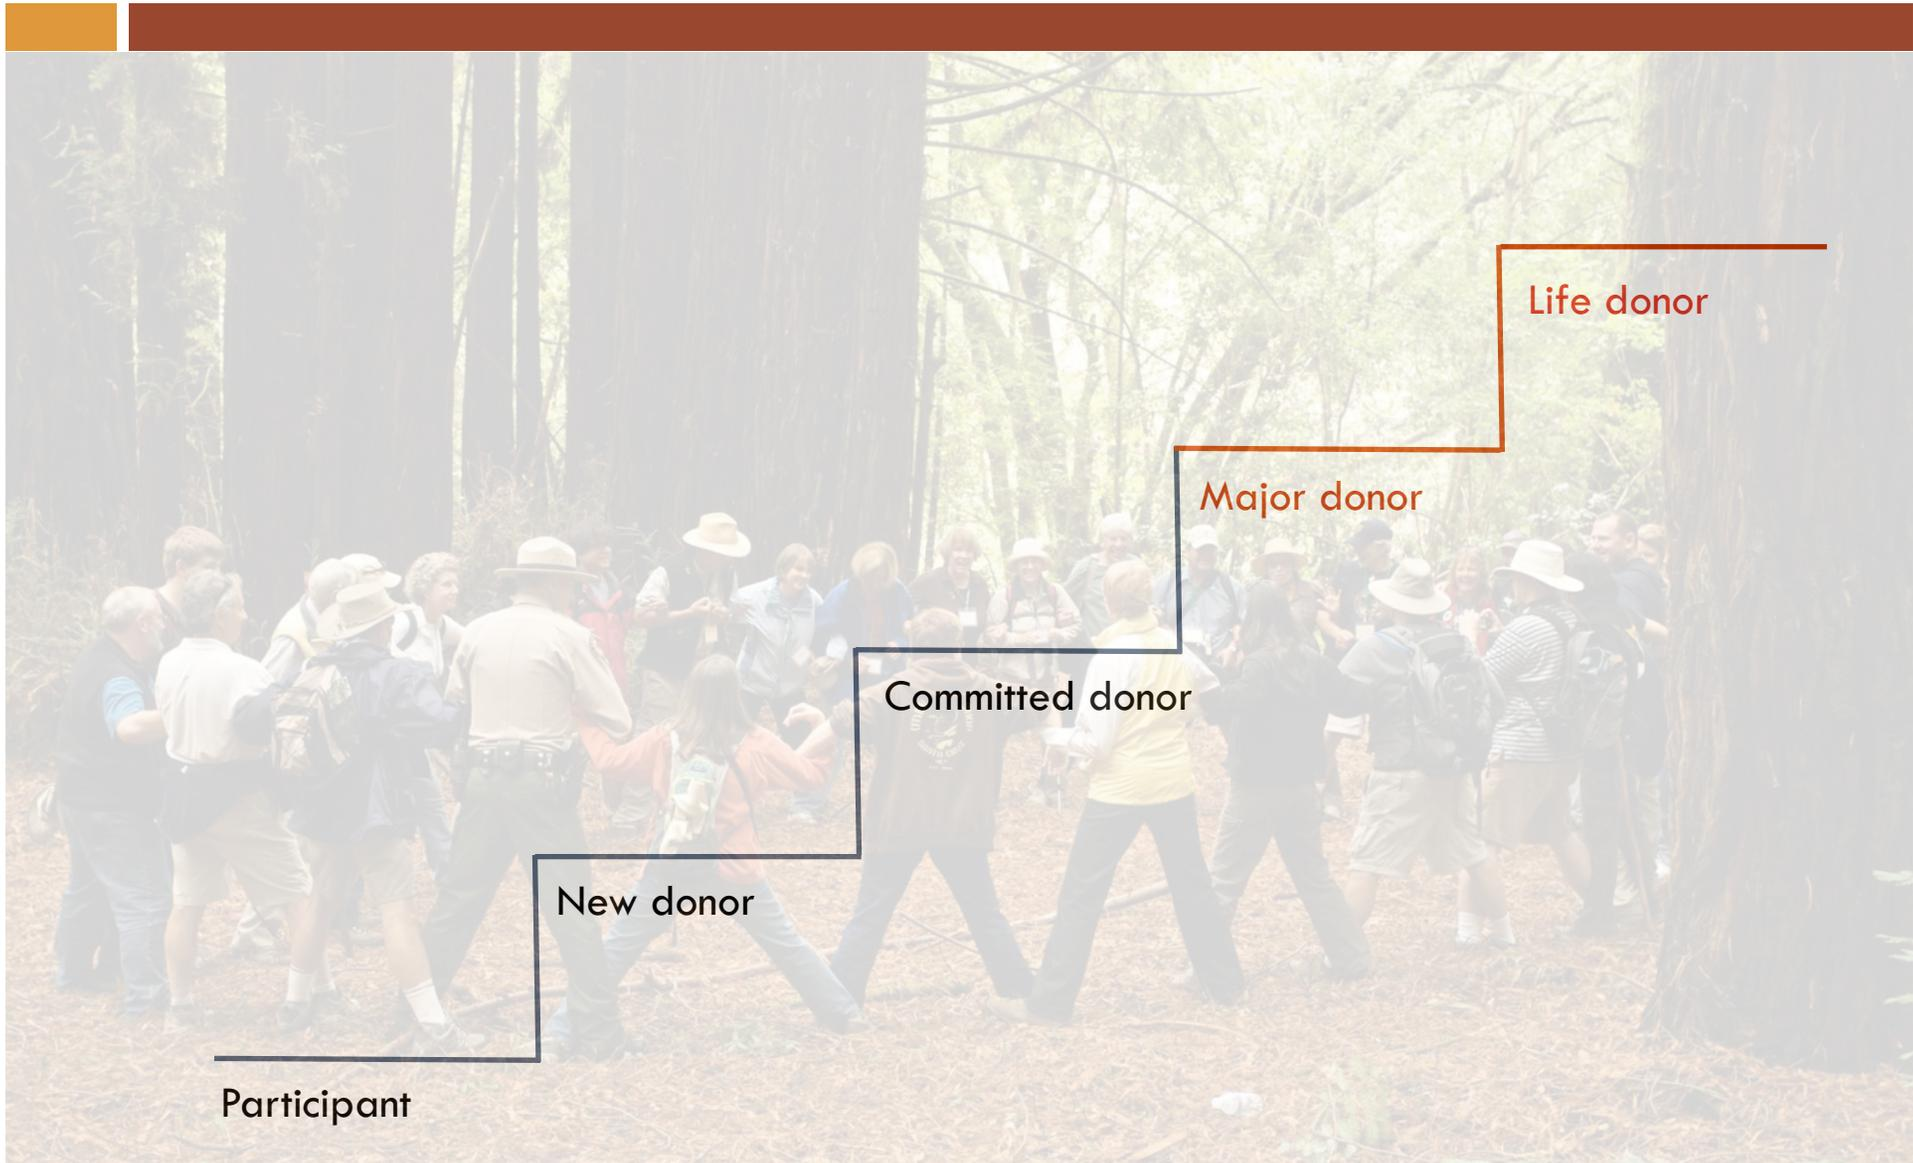 Life donor
Major donor
Committed donor
New donor
Participant